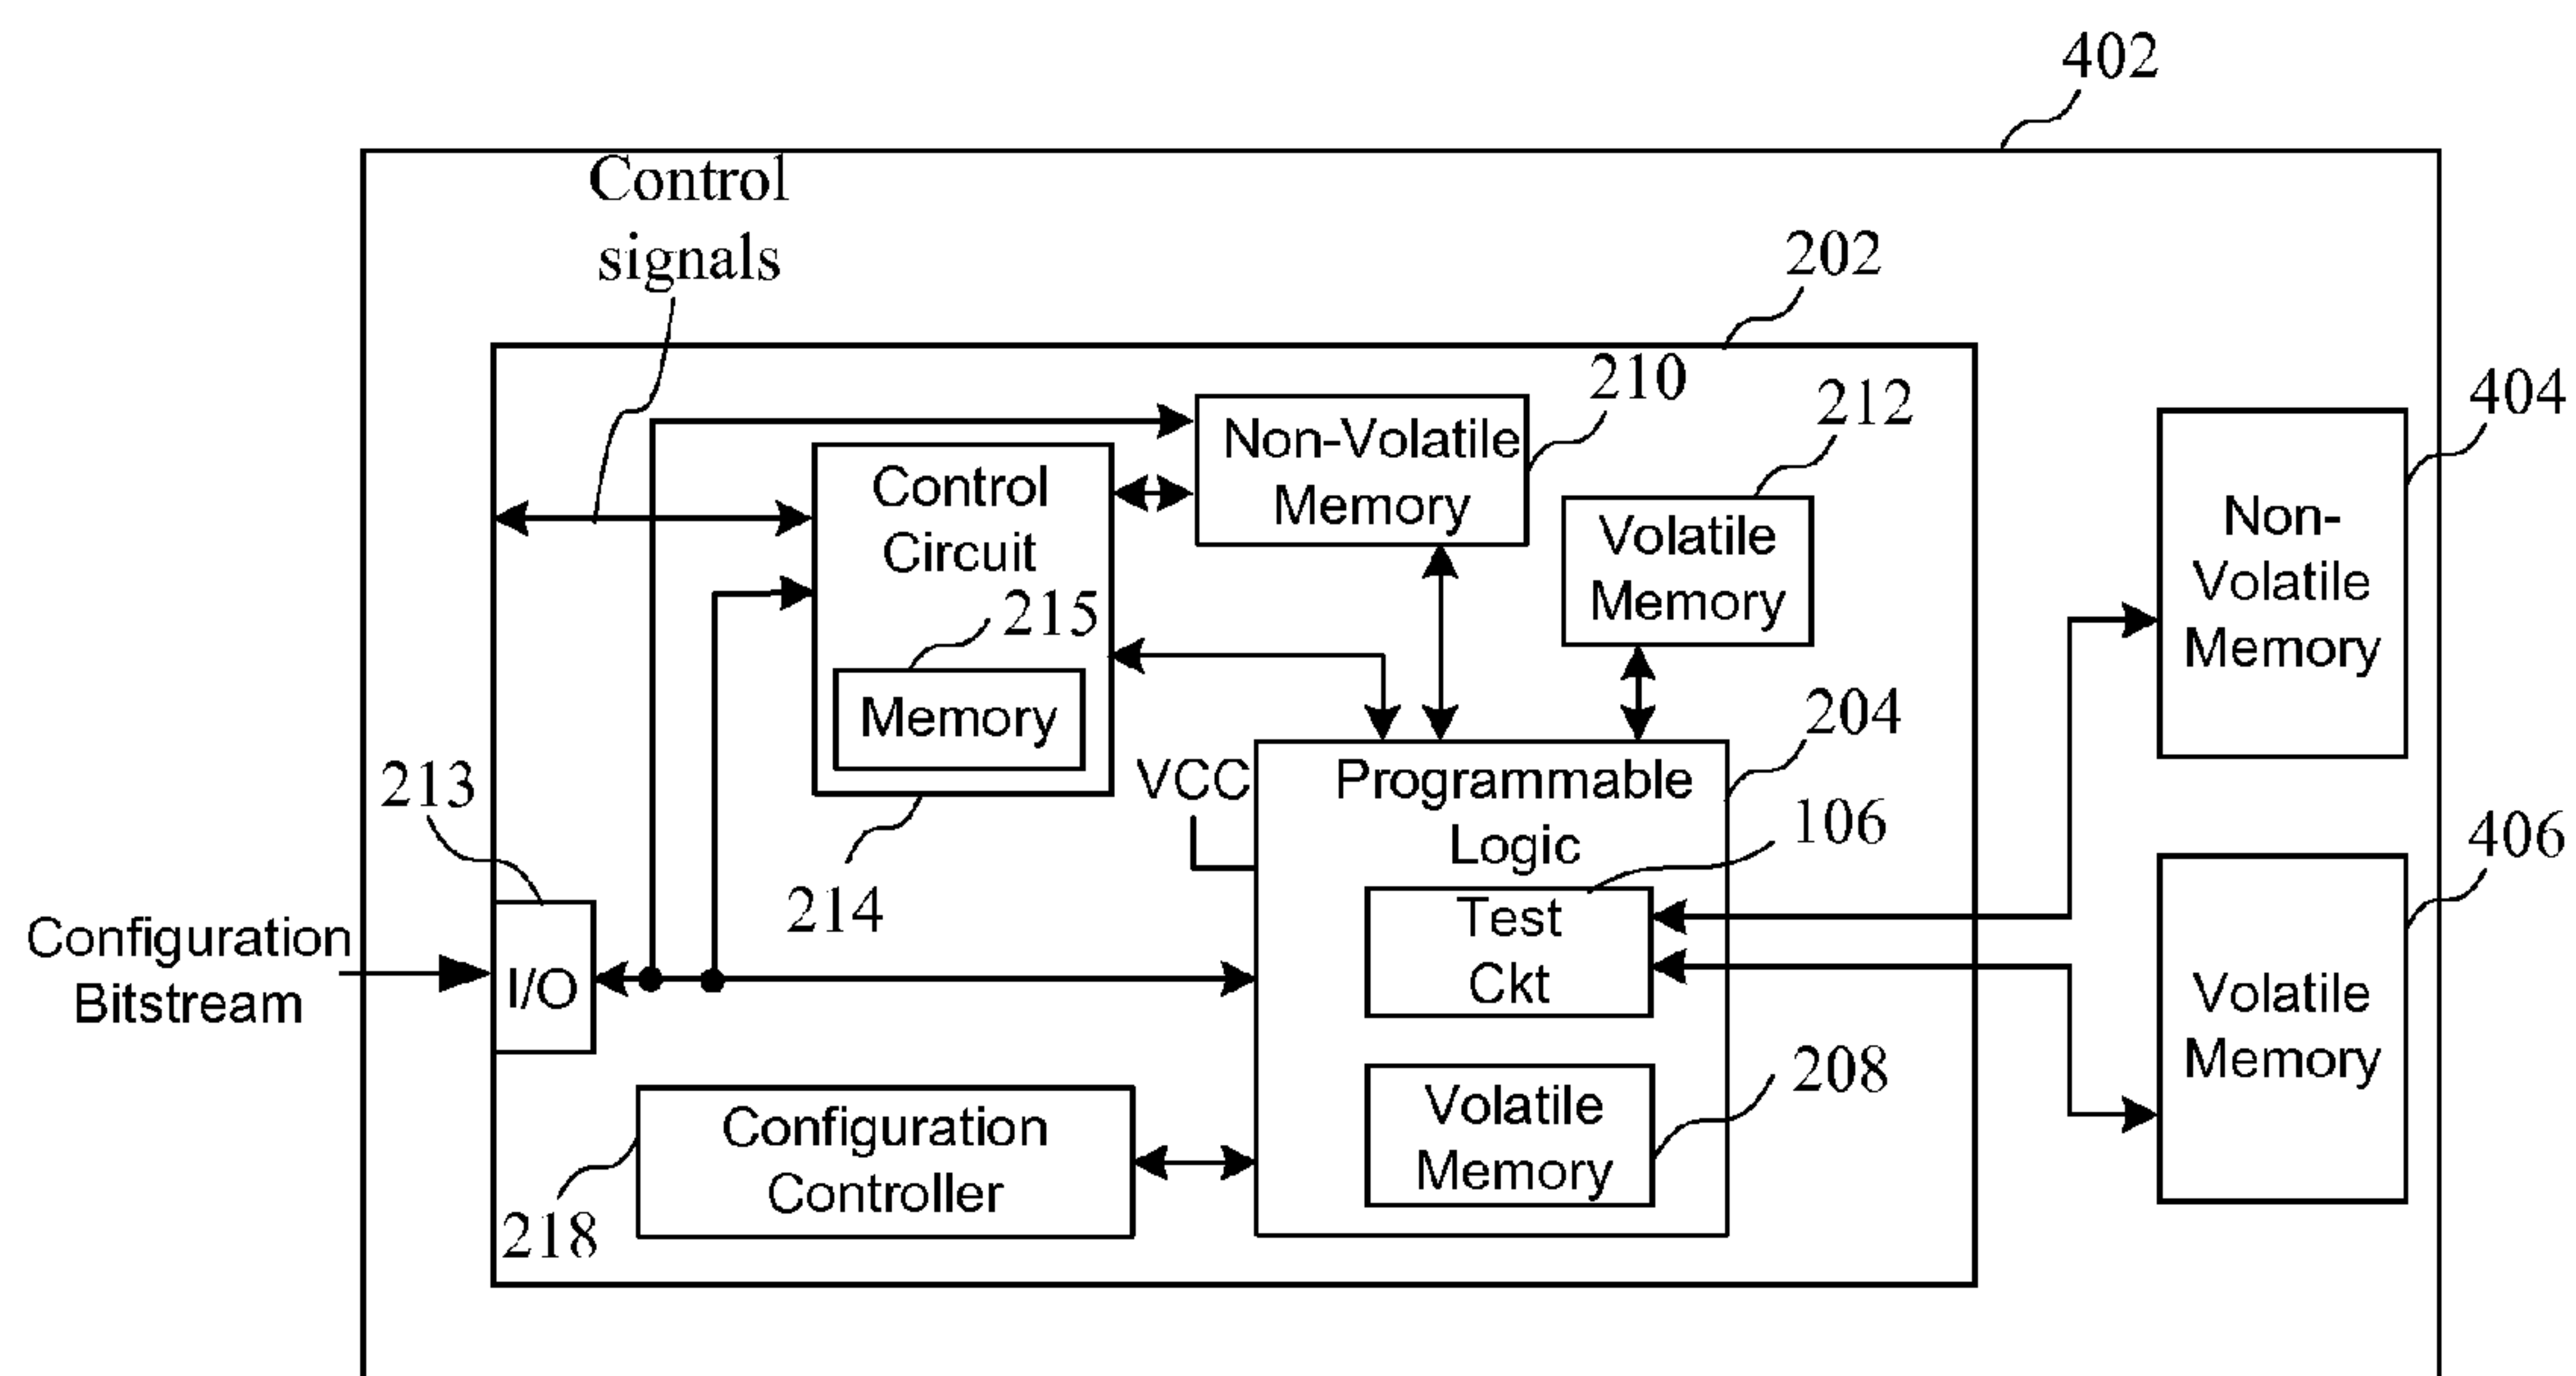 402
Control
signals
202
210
212
404
Non-Volatile
Memory
Control
Circuit
Volatile
Memory
Non-
Volatile
Memory
215
Memory
204
VCC
Programmable
Logic
213
106
406
214
Test
Ckt
Configuration
Bitstream
I/O
Volatile
Memory
208
Volatile
Memory
Configuration
Controller
218